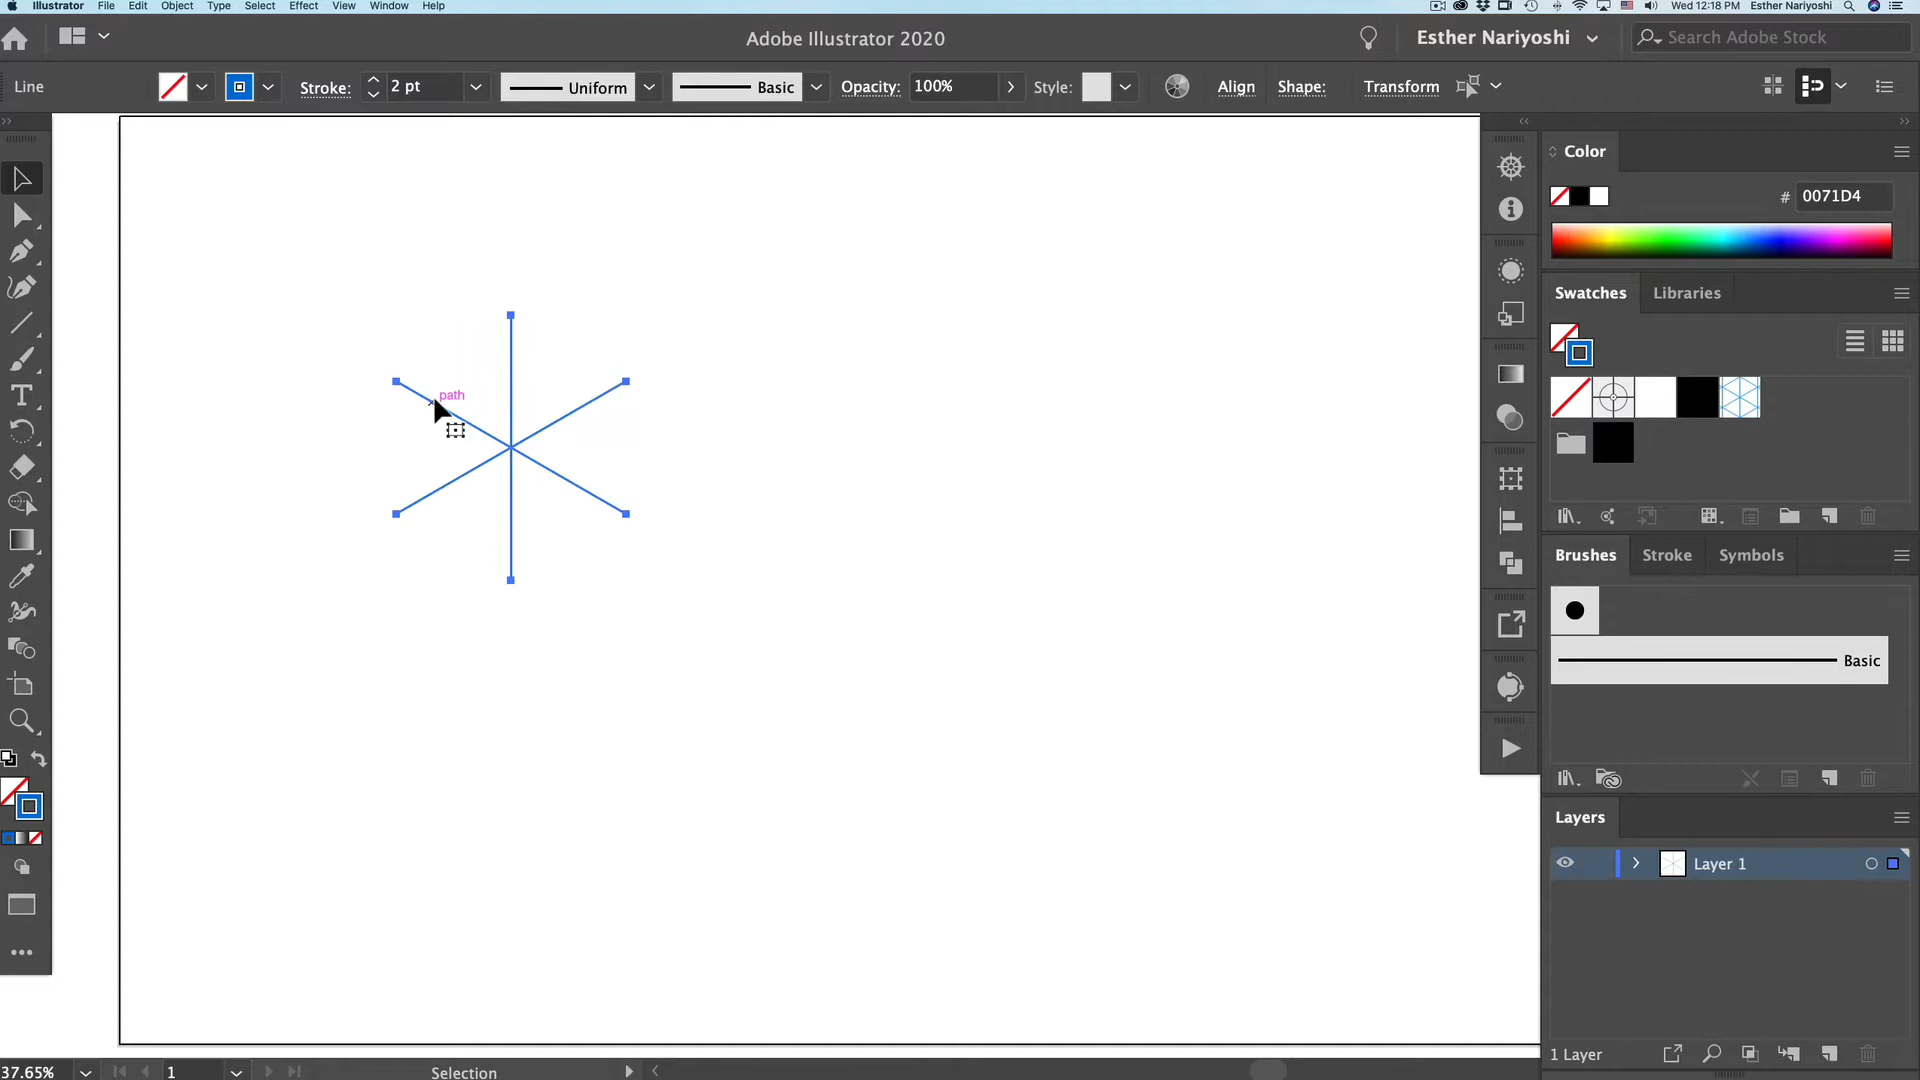 Illustrator File Edit Object Type Select Effect View Window Help
Wed 12:18 PM Esther Nariyoshi
Adobe Illustrator 2020
Esther Nariyoshi
Search Adobe Stock
Line
Stroke:
2 pt
Uniform
Basic
Opacity:
100%
Style:
Align
Shape:
Transform
Color
# 0071D4
Swatches
Libraries
path
Brushes
Stroke
Symbols
Basic
Layers
Layer 1
1 Layer
37.65%
1
Selection